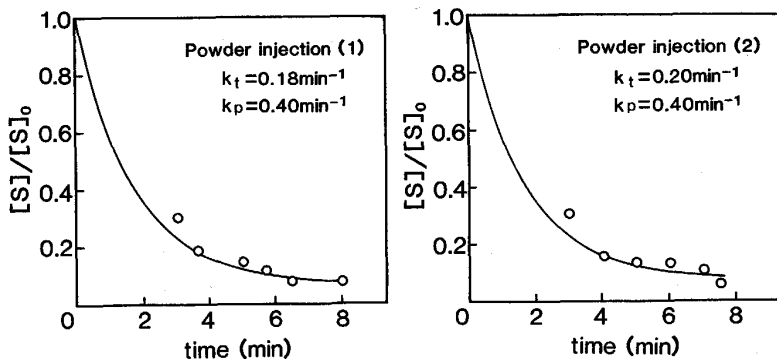 1.0
0.8
0.6
0.4
0.2
[S]/[S]₀
Powder injection (1)
kt=0.18min⁻¹
kp=0.40min⁻¹
0 2 4 6 8
time (min)
1.0
0.8
0.6
0.4
0.2
[S]/[S]₀
Powder injection (2)
kt=0.20min⁻¹
kp=0.40min⁻¹
0 2 4 6 8
time (min)